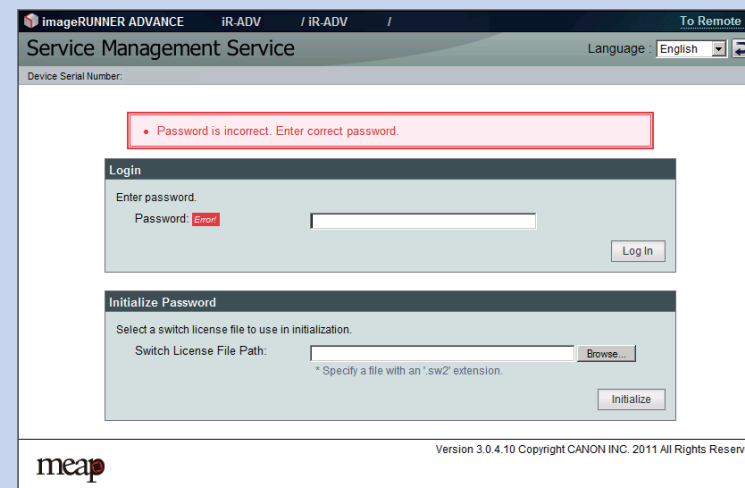 imageRUNNER ADVANCE iR-ADV / iR-ADV /
To Remote
Service Management Service
Language : English
Device Serial Number:
• Password is incorrect. Enter correct password.
Login
Enter password.
Password: Error!
Log In
Initialize Password
Select a switch license file to use in initialization.
Switch License File Path:
Browse...
* Specify a file with an '.sw2' extension.
Initialize
Version 3.0.4.10 Copyright CANON INC. 2011 All Rights Reserv
meap